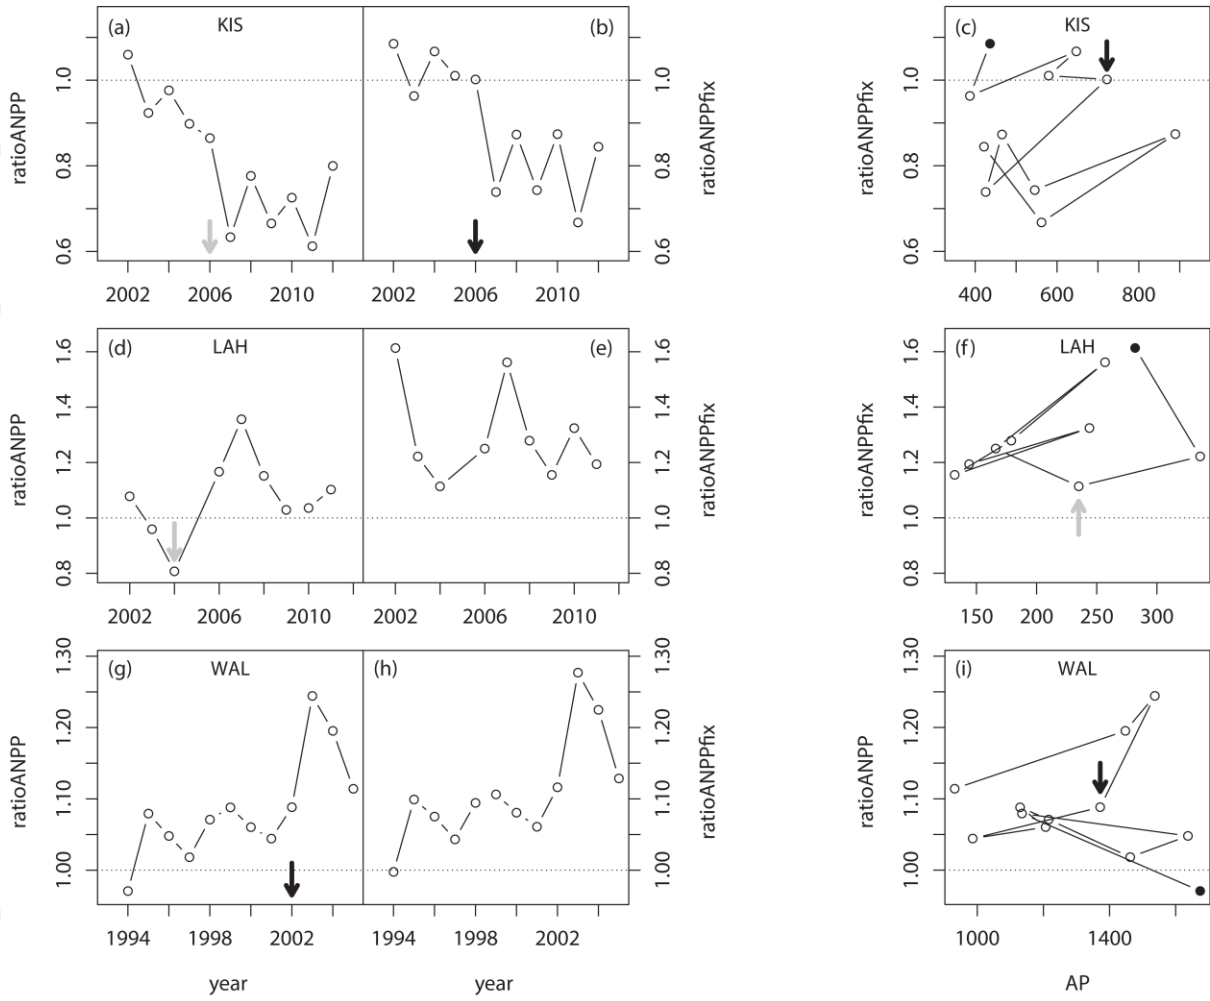 (a) KIS (b) (c) KIS
ratioANPP 0.6 0.8 1.0
ratioANPPfix 0.6 0.8 1.0
ratioANPPfix 0.6 0.8 1.0
2002 2006 2010 2002 2006 2010 400 600 800
(d) LAH (e) (f) LAH
ratioANPP 0.8 1.0 1.2 1.4 1.6
ratioANPPfix 0.8 1.0 1.2 1.4 1.6
ratioANPPfix 0.8 1.0 1.2 1.4 1.6
2002 2006 2010 2002 2006 2010 150 200 250 300
(g) WAL (h) (i) WAL
ratioANPP 1.00 1.10 1.20 1.30
ratioANPPfix 1.00 1.10 1.20 1.30
ratioANPP 1.00 1.10 1.20 1.30
1994 1998 2002 1994 1998 2002 1000 1400
year year AP